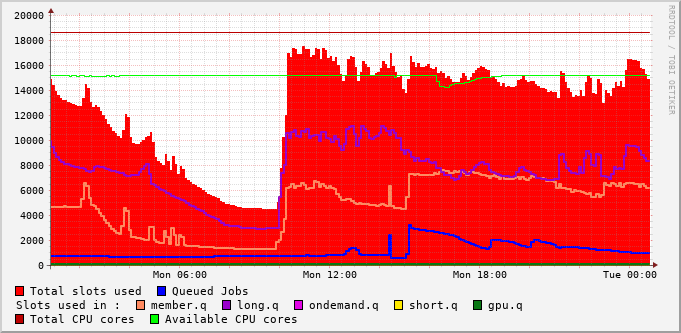 20000
18000
16000
14000
12000
10000
8000
6000
4000
2000
0
Mon 06:00 Mon 12:00 Mon 18:00 Tue 00:00
Total slots used Queued Jobs
Slots used in : member.q long.q ondemand.q short.q gpu.q
Total CPU cores Available CPU cores
RRDTOOL / TOBI OETIKER